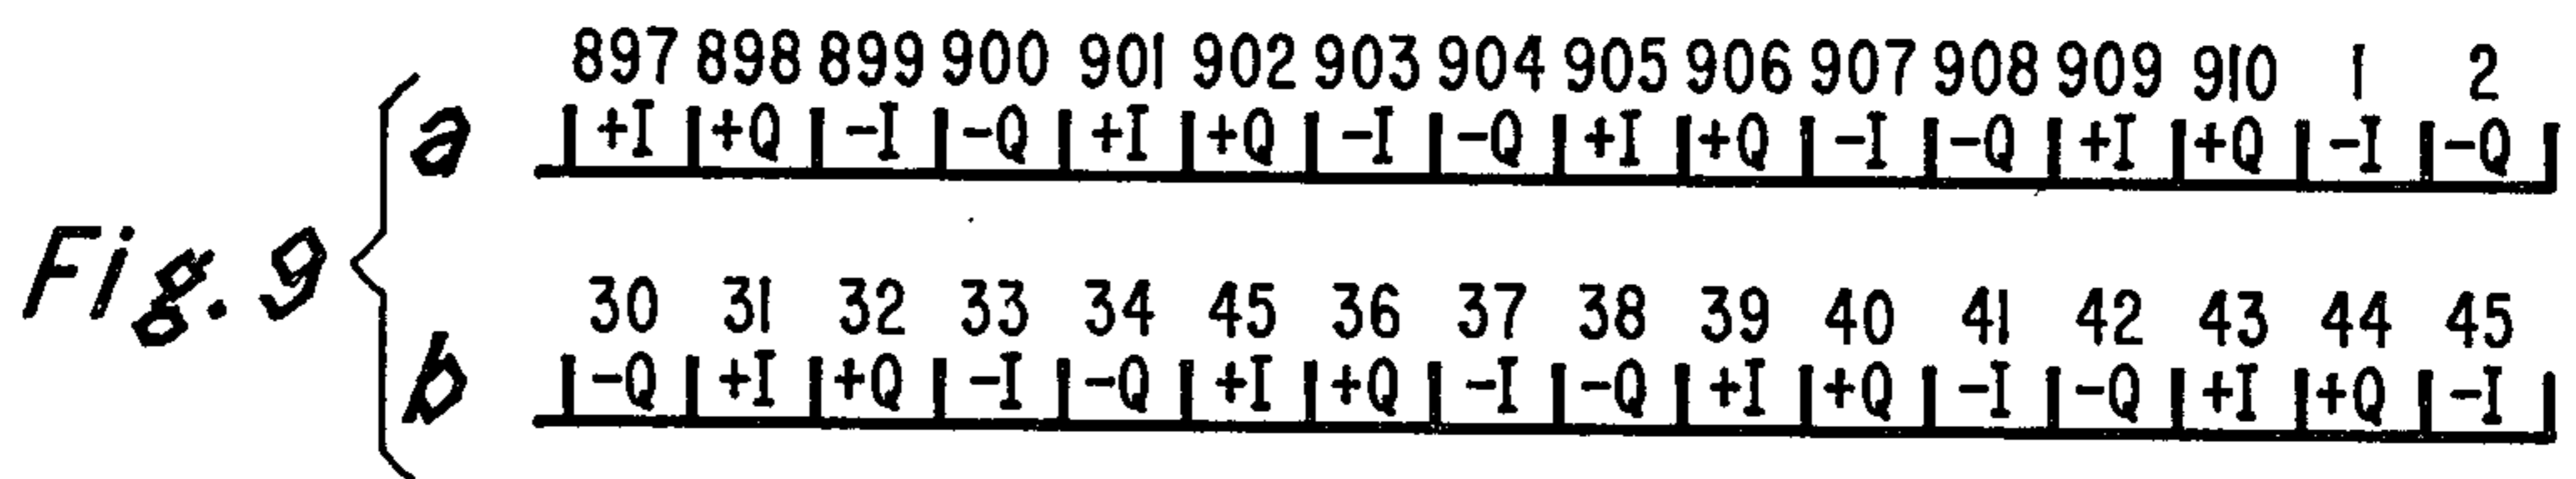 897 898 899 900 901 902 903 904 905 906 907 908 909 910 1 2
a +I +Q -I -Q +I +Q -I -Q +I +Q -I -Q +I +Q -I -Q
Fig. 9
30 31 32 33 34 45 36 37 38 39 40 41 42 43 44 45
b -Q +I +Q -I -Q +I +Q -I -Q +I +Q -I -Q +I +Q -I